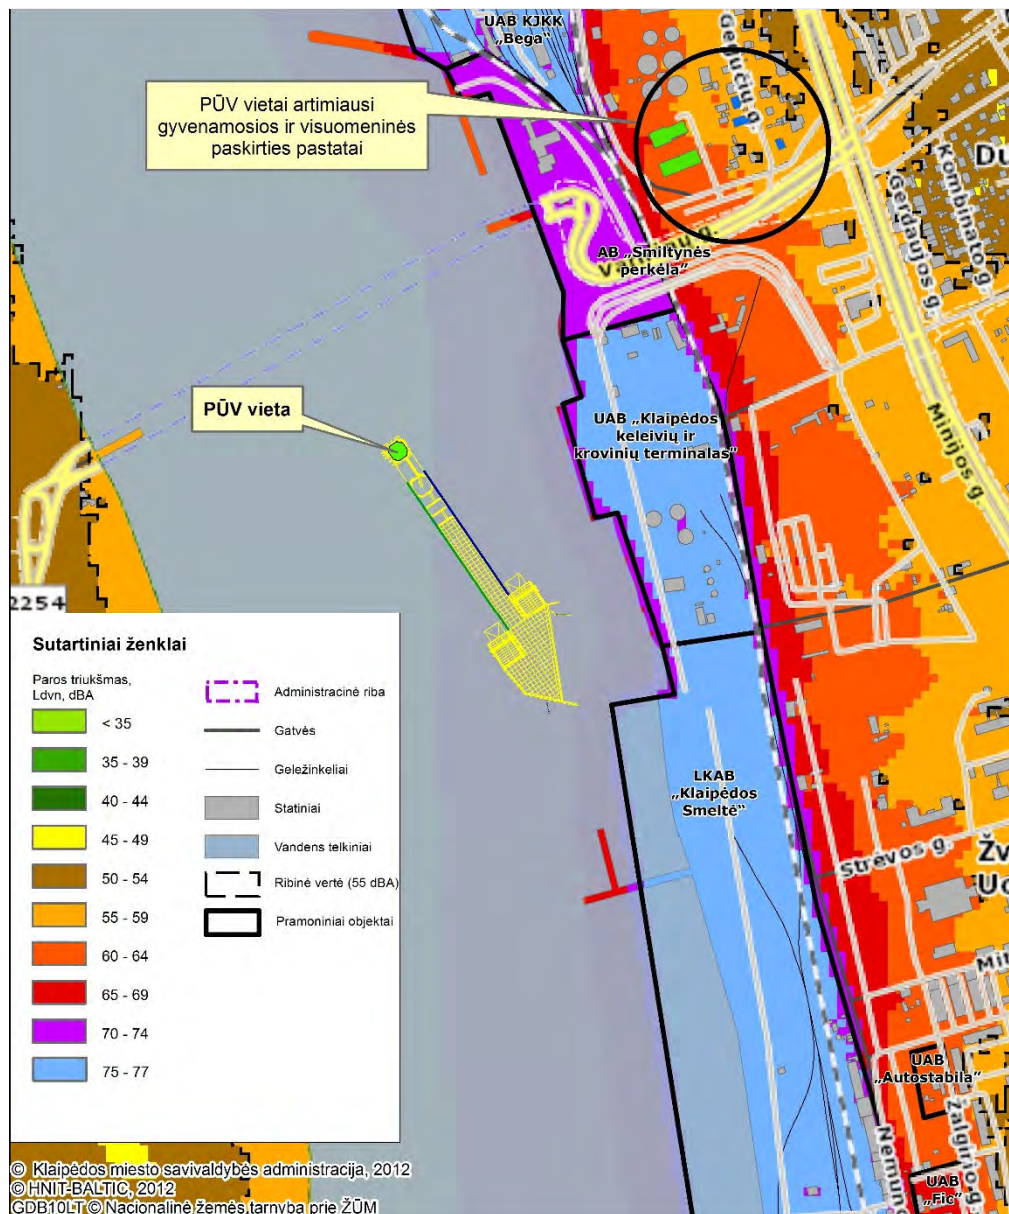 UAB KJKK
„Bega“
PŪV vietai artimiausi
gyvenamosios ir visuomeninės
paskirties pastatai
AB „Smiltynės
perkėla“
Kombinato g.
Gerdaujos g.
Du
Minijos g.
PŪV vieta
UAB „Klaipėdos
keleivių ir
krovinių terminalas“
2254
Sutartiniai ženklai
Paros triukšmas,
Ldvn, dBA
< 35
35 - 39
40 - 44
45 - 49
50 - 54
55 - 59
60 - 64
65 - 69
70 - 74
75 - 77
Administracinė riba
Gatvės
Geležinkeliai
Statiniai
Vandens telkiniai
Ribinė vertė (55 dBA)
Pramoniniai objektai
LKAB
„Klaipėdos
Smeltė“
Strėvos g.
UAB
„Autostabila“
Žalgirio g.
UAB
„Fic“
© Klaipėdos miesto savivaldybės administracija, 2012
© HNIT-BALTIC, 2012
GDB10LT © Nacionalinė žemės tarnyba prie ŽŪM